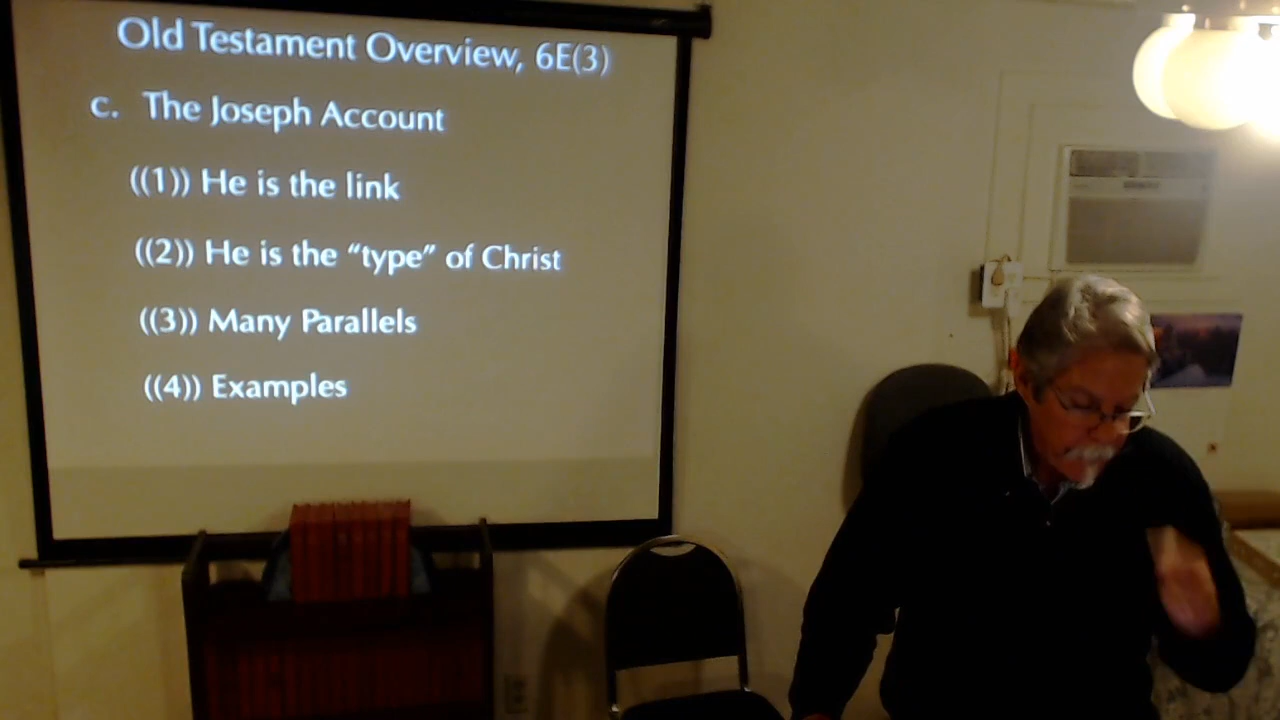 Old Testament Overview, 6E(3)
c. The Joseph Account
((1)) He is the link
((2)) He is the “type” of Christ
((3)) Many Parallels
((4)) Examples